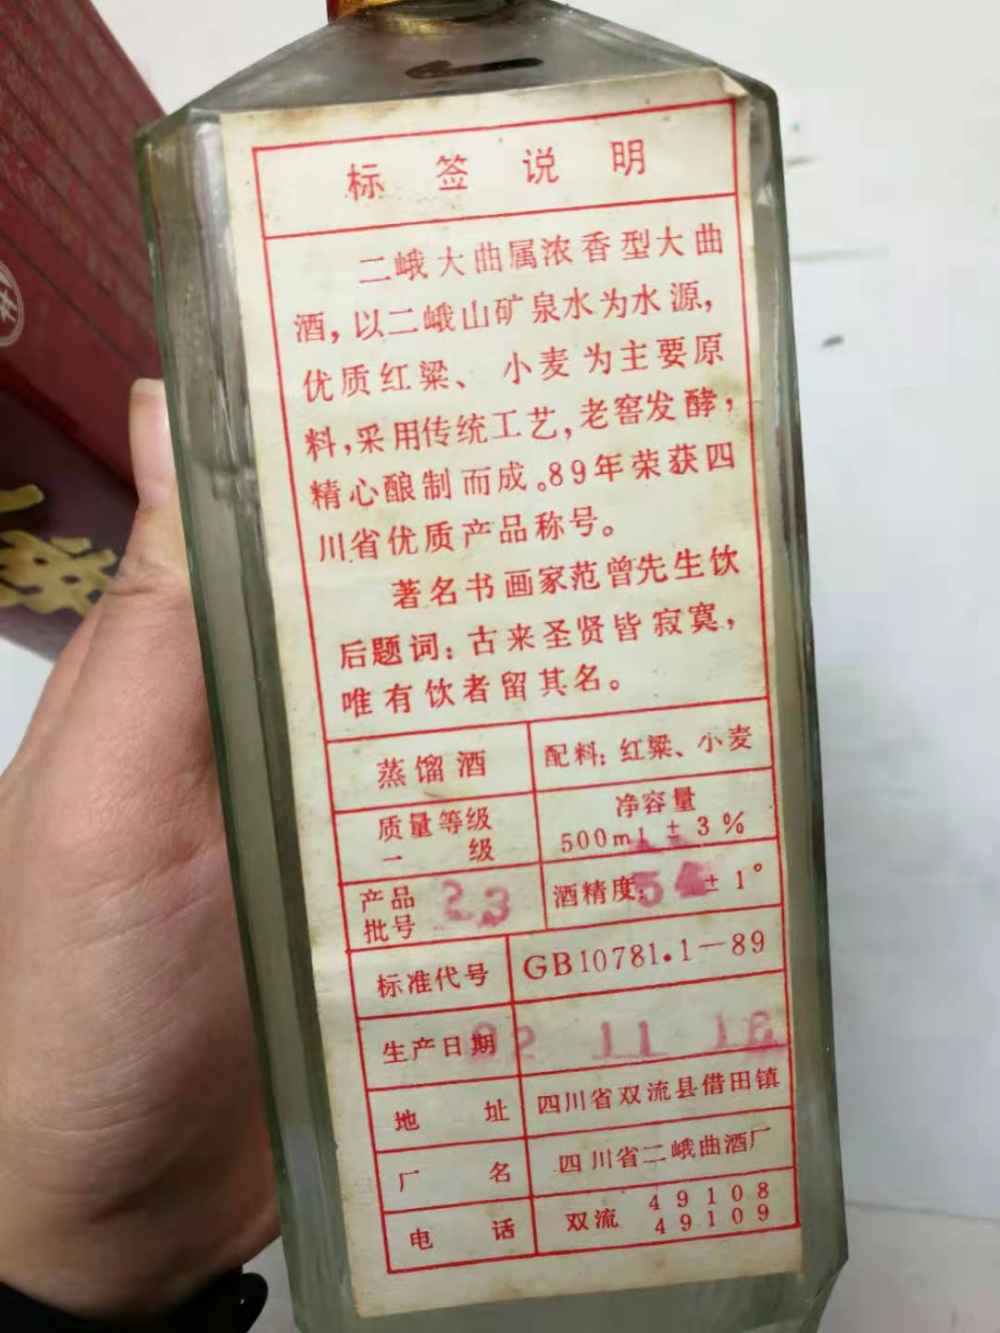 标签说明
二峨大曲属浓香型大曲
酒，以二峨山矿泉水为水源，
优质红粱、小麦为主要原
料，采用传统工艺，老窖发酵，
精心酿制而成。89年荣获四
川省优质产品称号。
著名书画家范曾先生饮
后题词：古来圣贤皆寂寞，
唯有饮者留其名。
蒸馏酒
配料：红粱、小麦
质量等级
一级
净容量
500ml±3%
产品
批号
23
酒精度：54±1°
标准代号
GB10781.1—89
生产日期
92 11 16
地址
四川省双流县借田镇
厂名
四川省二峨曲酒厂
电话
双流
49108
49109